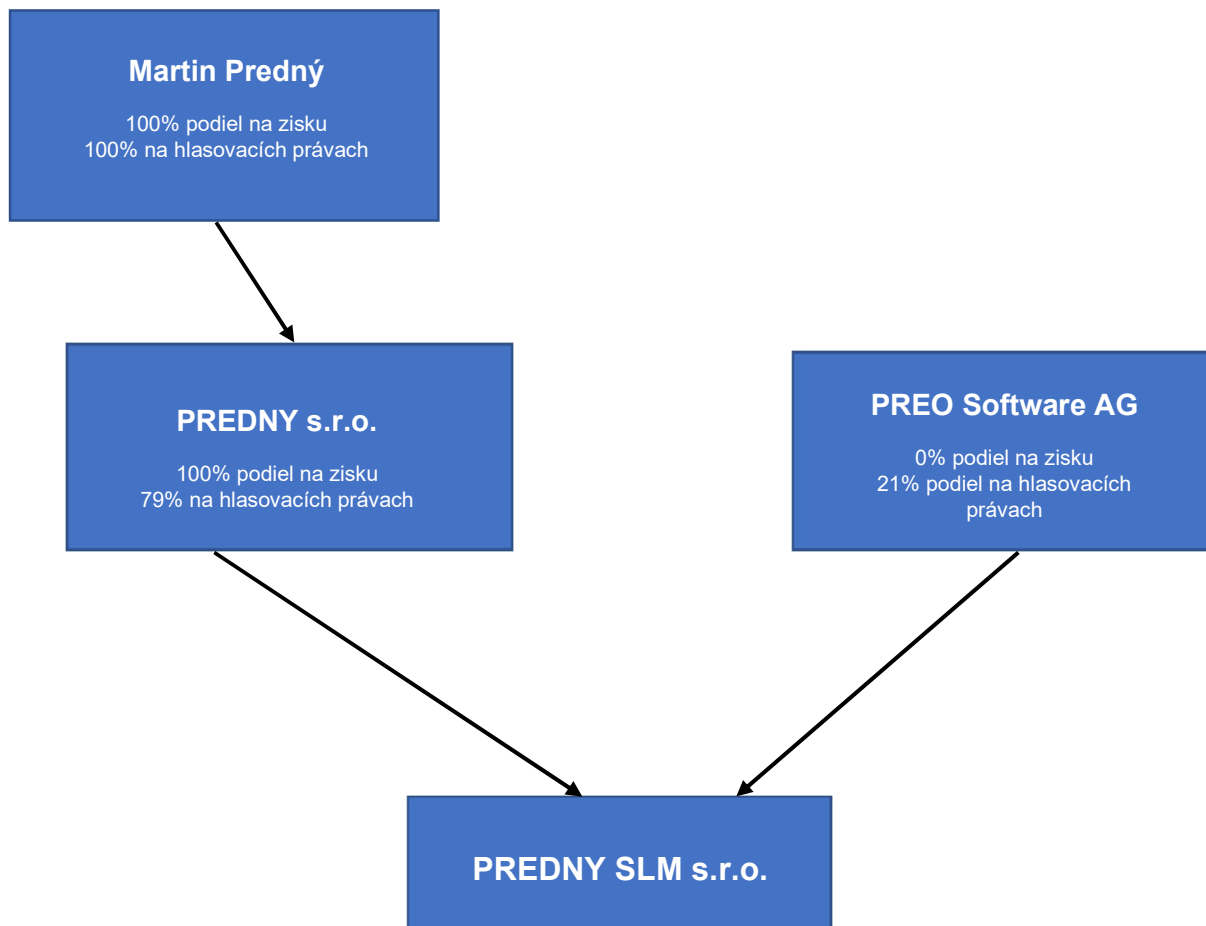 Martin Predný
100% podiel na zisku
100% na hlasovacích právach
PREDNY s.r.o.
100% podiel na zisku
79% na hlasovacích právach
PREO Software AG
0% podiel na zisku
21% podiel na hlasovacích
právach
PREDNY SLM s.r.o.